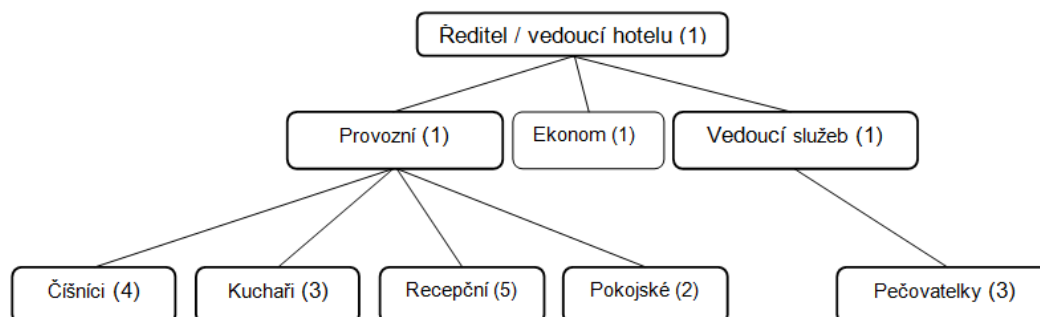 Ředitel / vedoucí hotelu (1)
Provozní (1)
Ekonom (1)
Vedoucí služeb (1)
Číšníci (4)
Kuchaři (3)
Recepční (5)
Pokojské (2)
Pečovatelky (3)